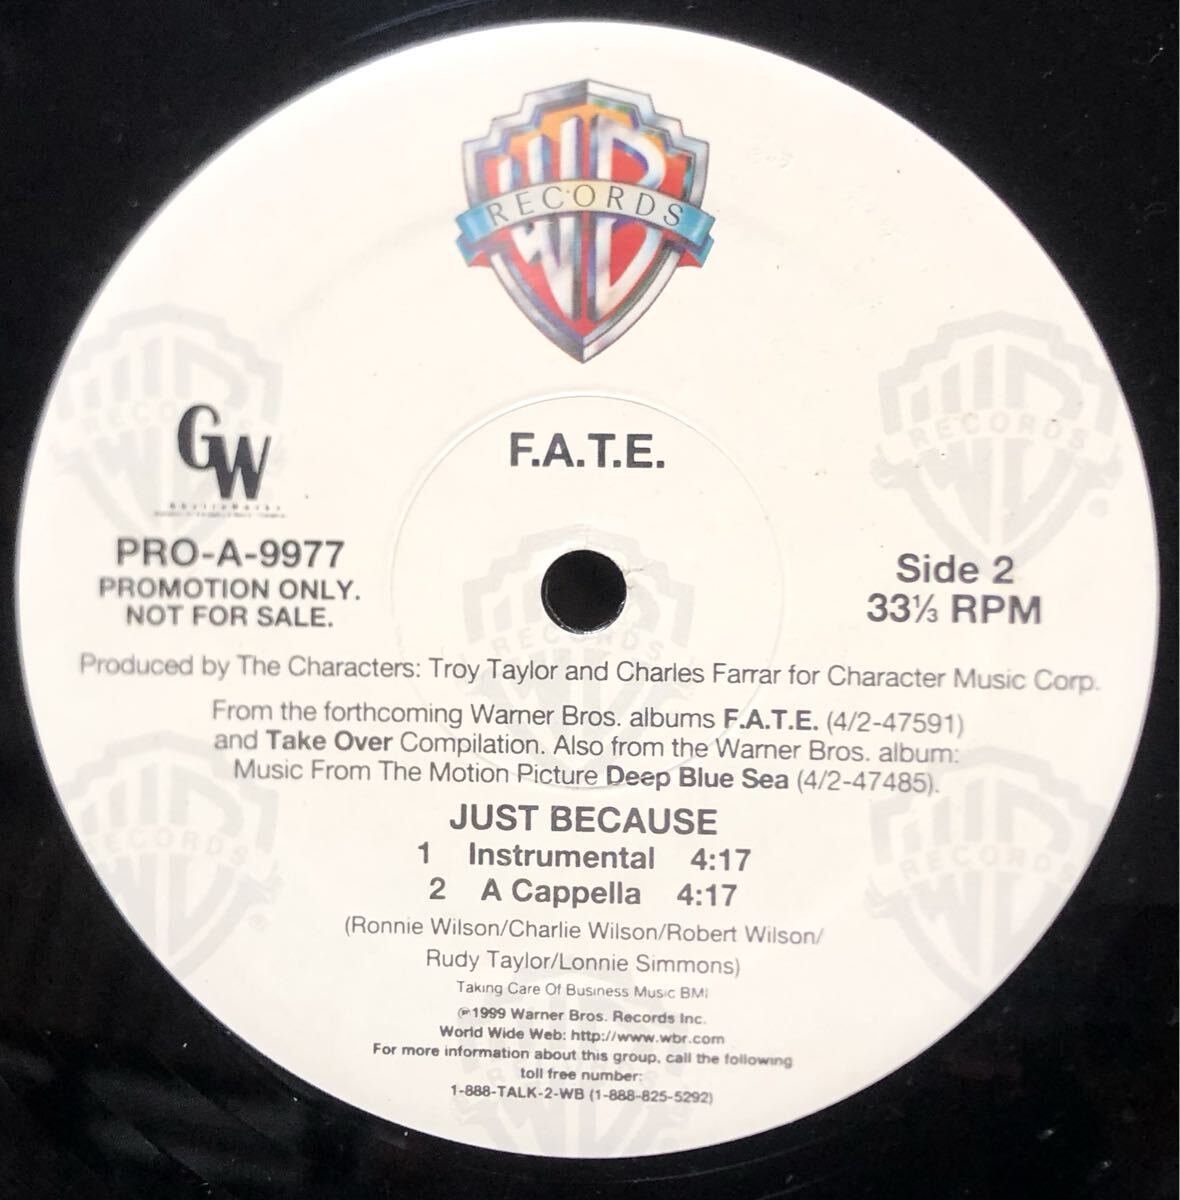 WB
RECORDS
F.A.T.E.
GW
PRO-A-9977
PROMOTION ONLY.
NOT FOR SALE.
Side 2
33⅓ RPM
Produced by The Characters: Troy Taylor and Charles Farrar for Character Music Corp.
From the forthcoming Warner Bros. albums F.A.T.E. (4/2-47591)
and Take Over Compilation. Also from the Warner Bros. album:
Music From The Motion Picture Deep Blue Sea (4/2-47485).
JUST BECAUSE
1 Instrumental 4:17
2 A Cappella 4:17
(Ronnie Wilson/Charlie Wilson/Robert Wilson/
Rudy Taylor/Lonnie Simmons)
Taking Care Of Business Music BMI
℗1999 Warner Bros. Records Inc.
World Wide Web: http://www.wbr.com
For more information about this group, call the following
toll free number:
1-888-TALK-2-WB (1-888-825-5292)